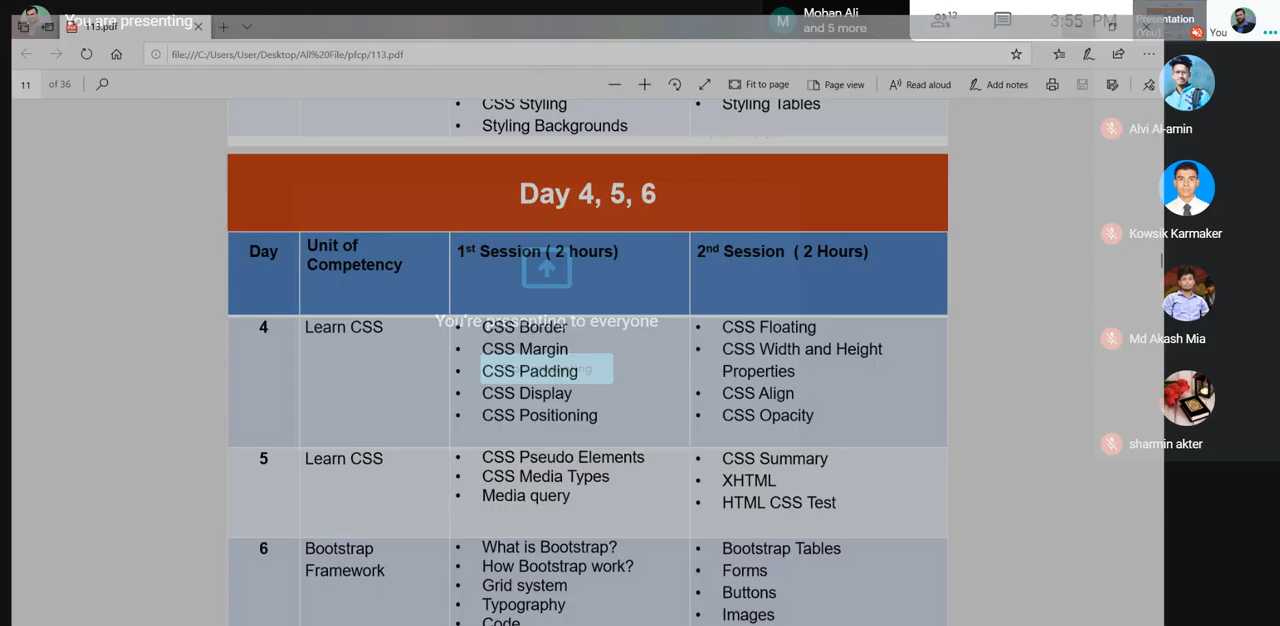 You are presenting
113.pdf
M
Mohan Ali
and 5 more
12
3:55 PM
Presentation
(You)
You
file:///C:/Users/User/Desktop/All%20File/pfcp/113.pdf
11 of 36
Fit to page
Page view
Read aloud
Add notes
• CSS Styling
• Styling Backgrounds
• Styling Tables
Day 4, 5, 6
Day
Unit of
Competency
1st Session ( 2 hours)
2nd Session ( 2 Hours)
You're presenting to everyone
4
Learn CSS
• CSS Border
• CSS Margin
• CSS Padding
• CSS Display
• CSS Positioning
• CSS Floating
• CSS Width and Height
Properties
• CSS Align
• CSS Opacity
5
Learn CSS
• CSS Pseudo Elements
• CSS Media Types
• Media query
• CSS Summary
• XHTML
• HTML CSS Test
6
Bootstrap
Framework
• What is Bootstrap?
• How Bootstrap work?
• Grid system
• Typography
• Code
• Bootstrap Tables
• Forms
• Buttons
• Images
Alvi Al-amin
Kowsik Karmaker
Md Akash Mia
sharmin akter